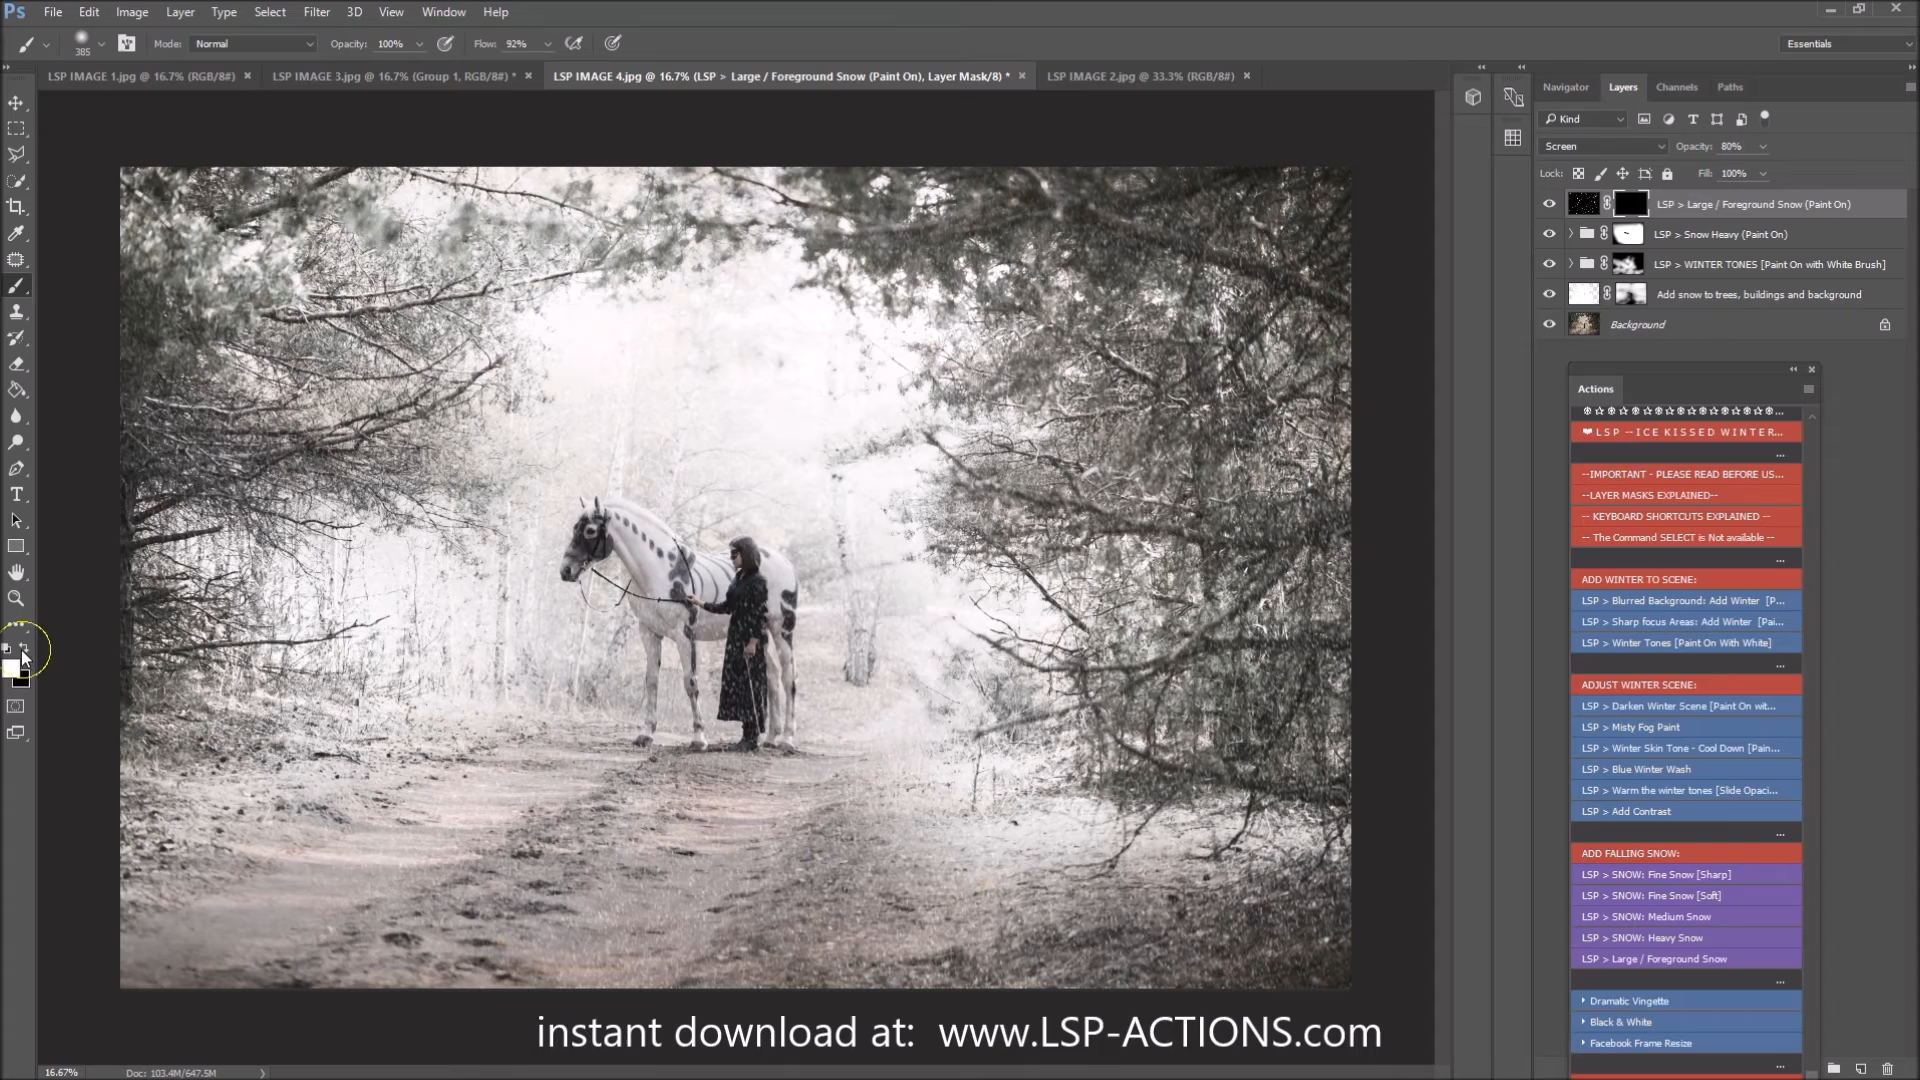 Ps File Edit Image Layer Type Select Filter 3D View Window Help
385 Mode: Normal Opacity: 100% Flow: 92% Essentials
LSP IMAGE 1.jpg @ 16.7% (RGB/8#) × LSP IMAGE 3.jpg @ 16.7% (Group 1, RGB/8#) * × LSP IMAGE 4.jpg @ 16.7% (LSP > Large / Foreground Snow (Paint On), Layer Mask/8) * × LSP IMAGE 2.jpg @ 33.3% (RGB/8#) ×
Navigator Layers Channels Paths
Kind
Screen Opacity: 80%
Lock: Fill: 100%
LSP > Large / Foreground Snow (Paint On)
LSP > Snow Heavy (Paint On)
LSP > WINTER TONES [Paint On with White Brush]
Add snow to trees, buildings and background
Background
Actions
❤ L S P -- I C E K I S S E D W I N T E R...
...
--IMPORTANT - PLEASE READ BEFORE US...
--LAYER MASKS EXPLAINED--
-- KEYBOARD SHORTCUTS EXPLAINED --
-- The Command SELECT is Not available --
...
ADD WINTER TO SCENE:
LSP > Blurred Background: Add Winter [P...
LSP > Sharp focus Areas: Add Winter [Pai...
LSP > Winter Tones [Paint On With White]
...
ADJUST WINTER SCENE:
LSP > Darken Winter Scene [Paint On wit...
LSP > Misty Fog Paint
LSP > Winter Skin Tone - Cool Down [Pain...
LSP > Blue Winter Wash
LSP > Warm the winter tones [Slide Opaci...
LSP > Add Contrast
...
ADD FALLING SNOW:
LSP > SNOW: Fine Snow [Sharp]
LSP > SNOW: Fine Snow [Soft]
LSP > SNOW: Medium Snow
LSP > SNOW: Heavy Snow
LSP > Large / Foreground Snow
...
Dramatic Vingette
Black & White
Facebook Frame Resize
...
instant download at: www.LSP-ACTIONS.com
16.67% Doc: 103.4M/647.5M